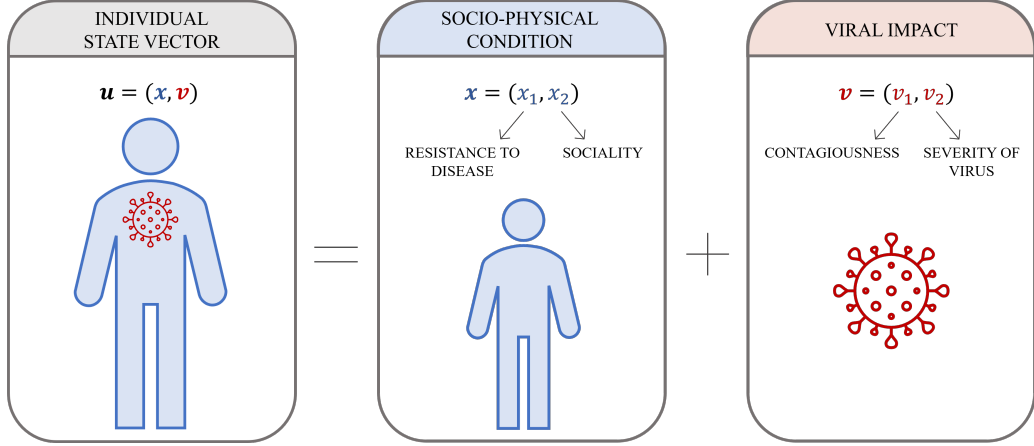 INDIVIDUAL
STATE VECTOR
u = (x, v)
=
SOCIO-PHYSICAL
CONDITION
x = (x₁, x₂)
RESISTANCE TO
DISEASE
SOCIALITY
+
VIRAL IMPACT
v = (v₁, v₂)
CONTAGIOUSNESS
SEVERITY OF
VIRUS